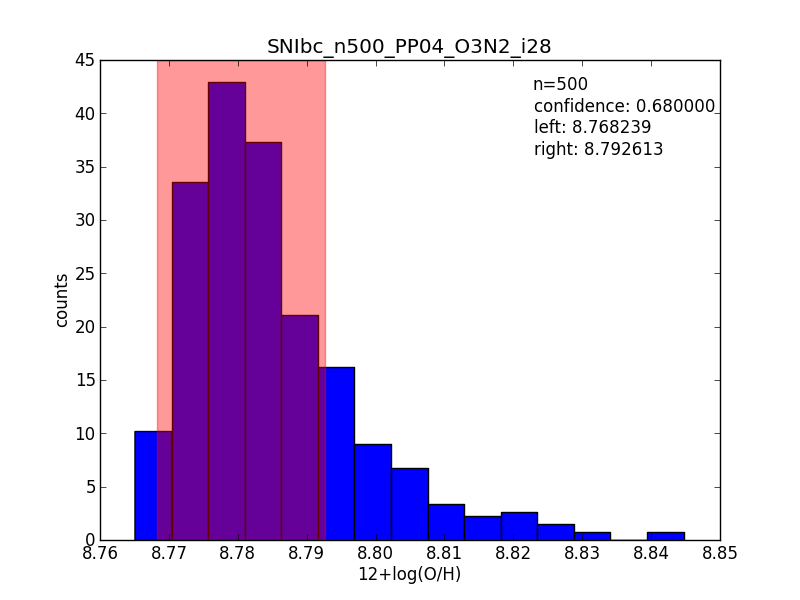 SNIbc_n500_PP04_O3N2_i28
n=500
confidence: 0.680000
left: 8.768239
right: 8.792613
45
40
35
30
25
20
15
10
5
0
counts
8.76 8.77 8.78 8.79 8.80 8.81 8.82 8.83 8.84 8.85
12+log(O/H)